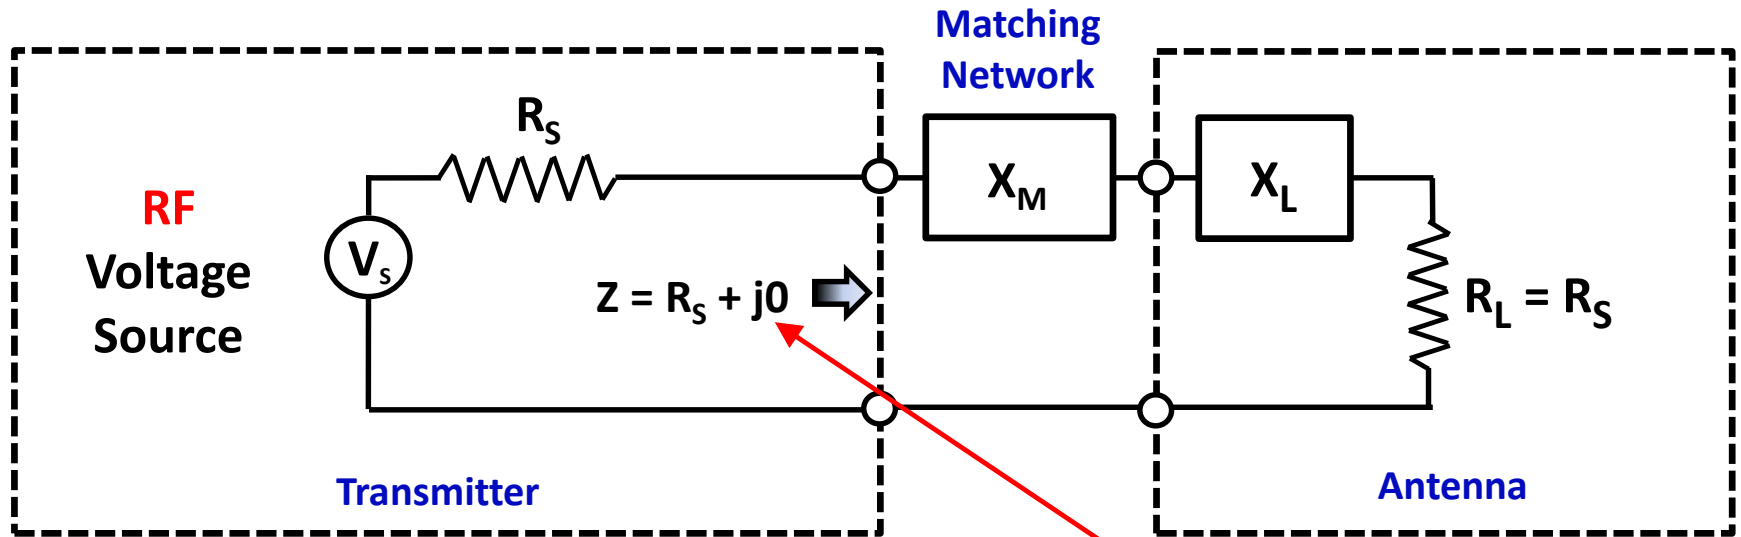 Matching
Network
R_S
X_M
X_L
RF
Voltage
Source
V_s
Z = R_S + j0
R_L = R_S
Transmitter
Antenna